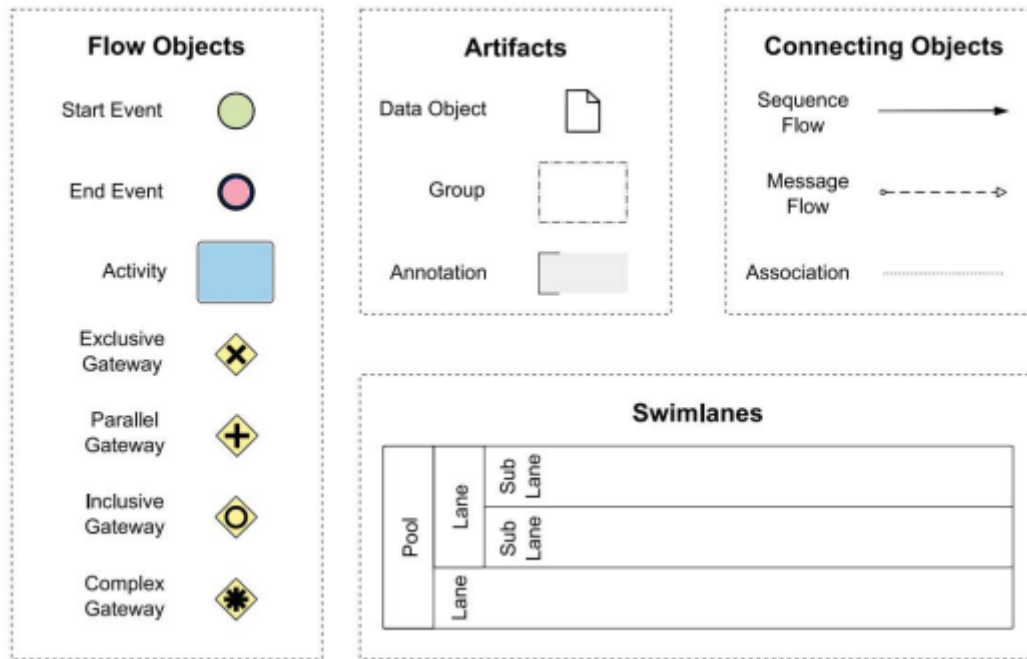 Flow Objects
Start Event
End Event
Activity
Exclusive
Gateway
Parallel
Gateway
Inclusive
Gateway
Complex
Gateway
Artifacts
Data Object
Group
Annotation
Connecting Objects
Sequence
Flow
Message
Flow
Association
Swimlanes
Pool
Lane
Sub
Lane
Sub
Lane
Lane